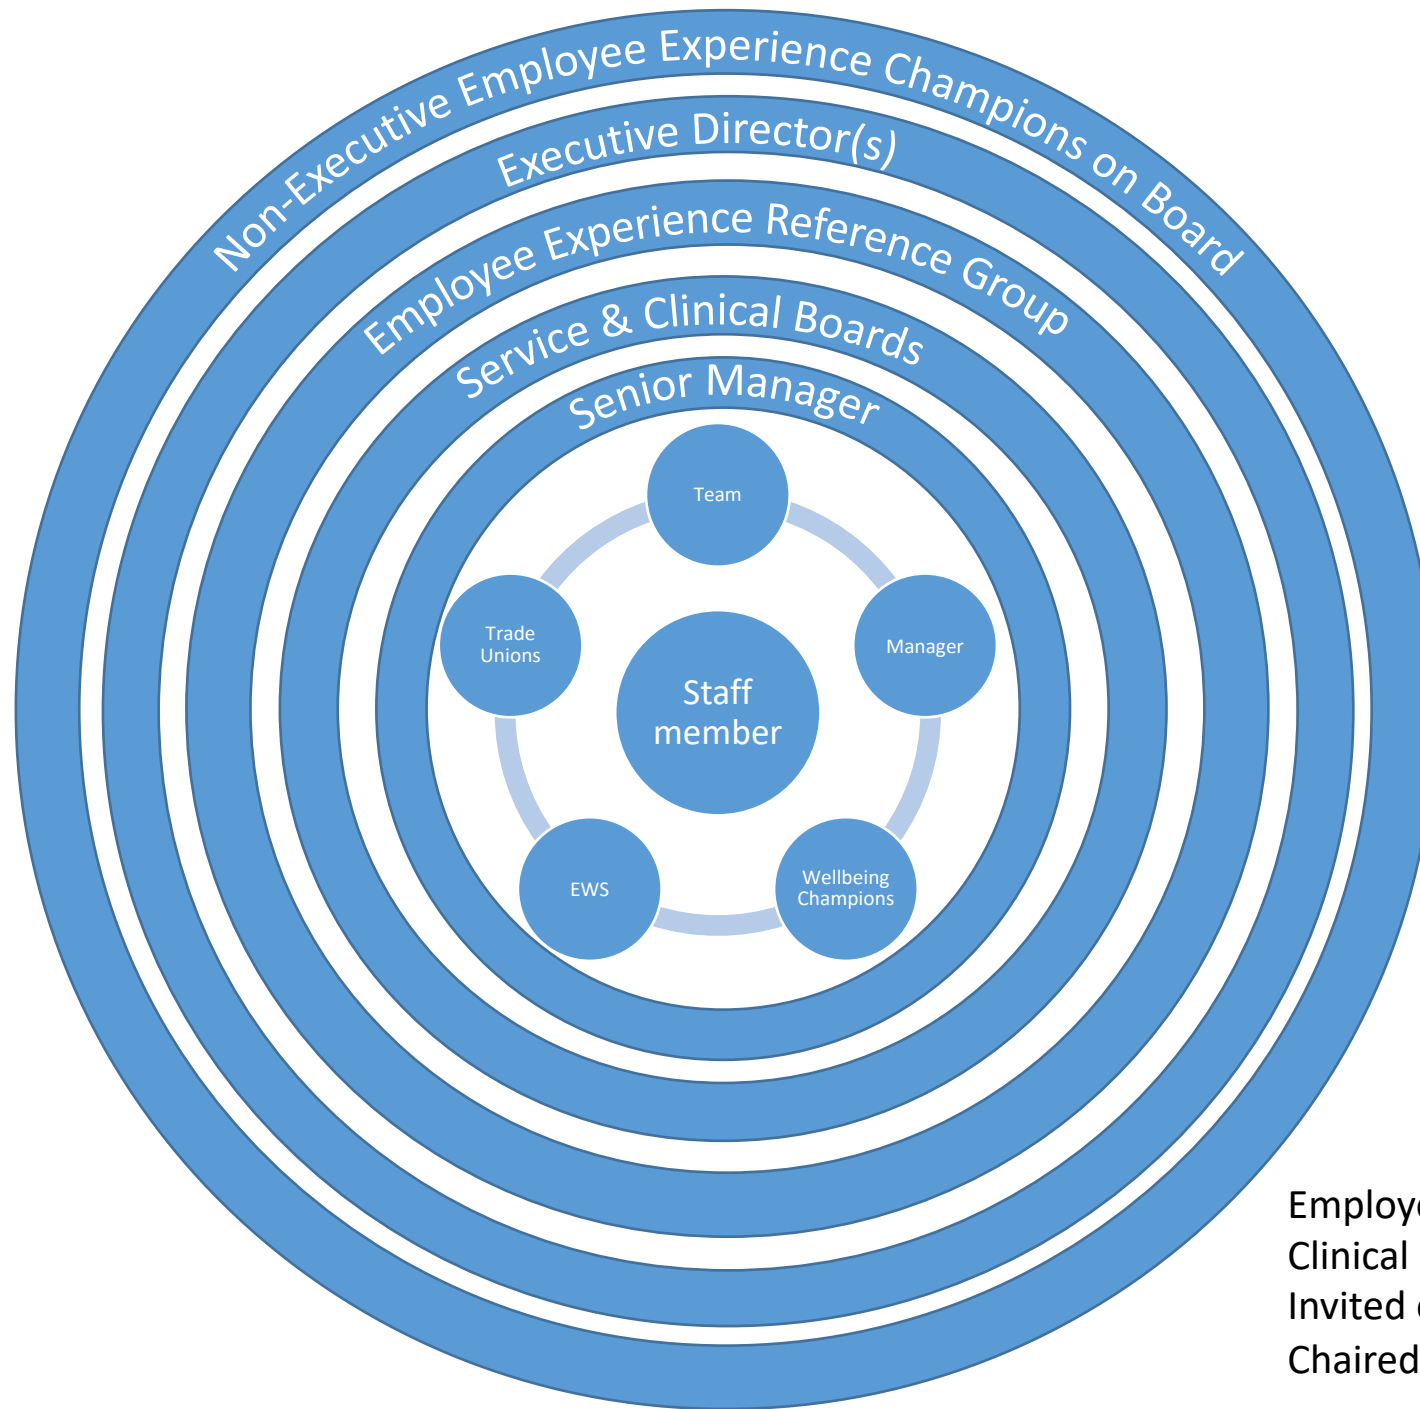 Non-Executive Employee Experience Champions on Board
Executive Director(s)
Employee Experience Reference Group
Service & Clinical Boards
Senior Manager
Team
Trade
Unions
Manager
Staff
member
EWS
Wellbeing
Champions
Clinical
Invited
Chaired